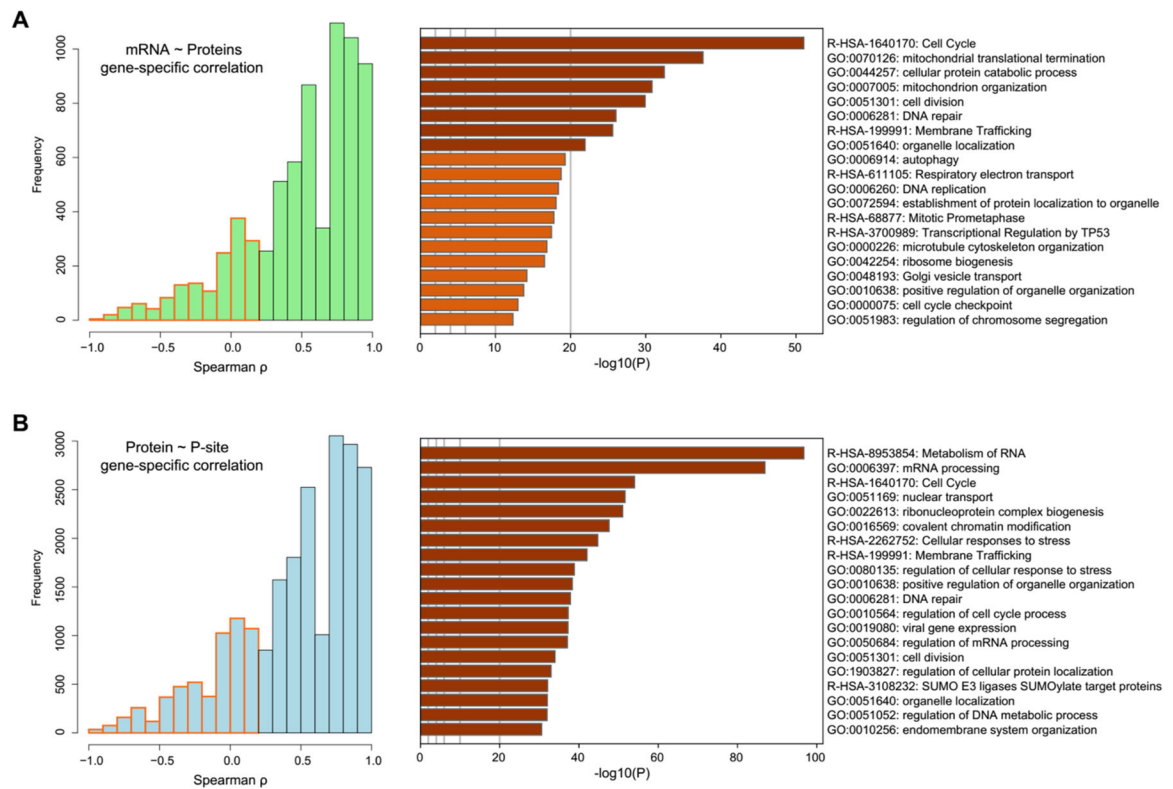 A
mRNA ~ Proteins
gene-specific correlation
Frequency
0
200
400
600
800
1000
−1.0
−0.5
0.0
0.5
1.0
Spearman ρ
R-HSA-1640170: Cell Cycle
GO:0070126: mitochondrial translational termination
GO:0044257: cellular protein catabolic process
GO:0007005: mitochondrion organization
GO:0051301: cell division
GO:0006281: DNA repair
R-HSA-199991: Membrane Trafficking
GO:0051640: organelle localization
GO:0006914: autophagy
R-HSA-611105: Respiratory electron transport
GO:0006260: DNA replication
GO:0072594: establishment of protein localization to organelle
R-HSA-68877: Mitotic Prometaphase
R-HSA-3700989: Transcriptional Regulation by TP53
GO:0000226: microtubule cytoskeleton organization
GO:0042254: ribosome biogenesis
GO:0048193: Golgi vesicle transport
GO:0010638: positive regulation of organelle organization
GO:0000075: cell cycle checkpoint
GO:0051983: regulation of chromosome segregation
0
10
20
30
40
50
-log10(P)
B
Protein ~ P-site
gene-specific correlation
Frequency
0
500
1000
1500
2000
2500
3000
−1.0
−0.5
0.0
0.5
1.0
Spearman ρ
R-HSA-8953854: Metabolism of RNA
GO:0006397: mRNA processing
R-HSA-1640170: Cell Cycle
GO:0051169: nuclear transport
GO:0022613: ribonucleoprotein complex biogenesis
GO:0016569: covalent chromatin modification
R-HSA-2262752: Cellular responses to stress
R-HSA-199991: Membrane Trafficking
GO:0080135: regulation of cellular response to stress
GO:0010638: positive regulation of organelle organization
GO:0006281: DNA repair
GO:0010564: regulation of cell cycle process
GO:0019080: viral gene expression
GO:0050684: regulation of mRNA processing
GO:0051301: cell division
GO:1903827: regulation of cellular protein localization
R-HSA-3108232: SUMO E3 ligases SUMOylate target proteins
GO:0051640: organelle localization
GO:0051052: regulation of DNA metabolic process
GO:0010256: endomembrane system organization
0
20
40
60
80
100
-log10(P)